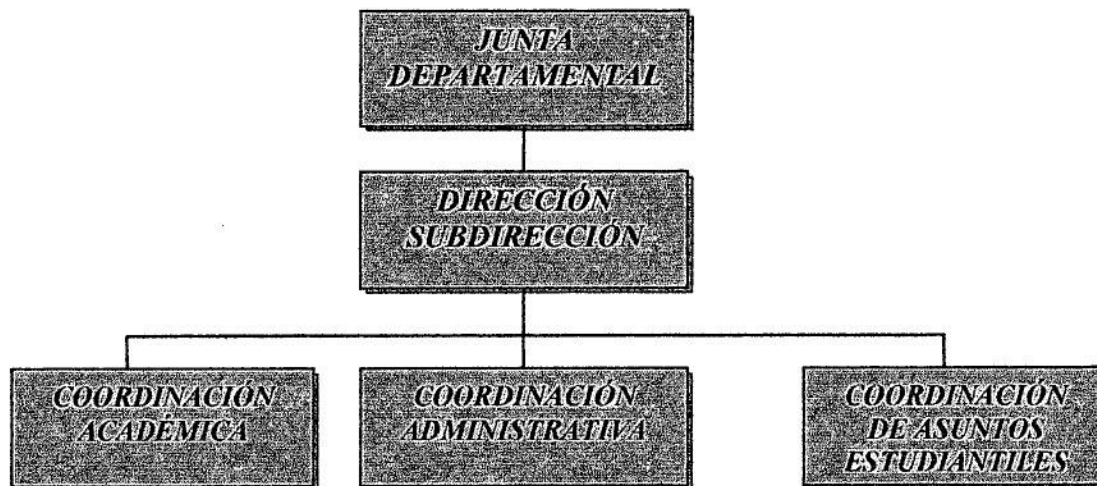 JUNTA
DEPARTAMENTAL
DIRECCIÓN
SUBDIRECCIÓN
COORDINACIÓN
ACADÉMICA
COORDINACIÓN
ADMINISTRATIVA
COORDINACIÓN
DE ASUNTOS
ESTUDIANTILES